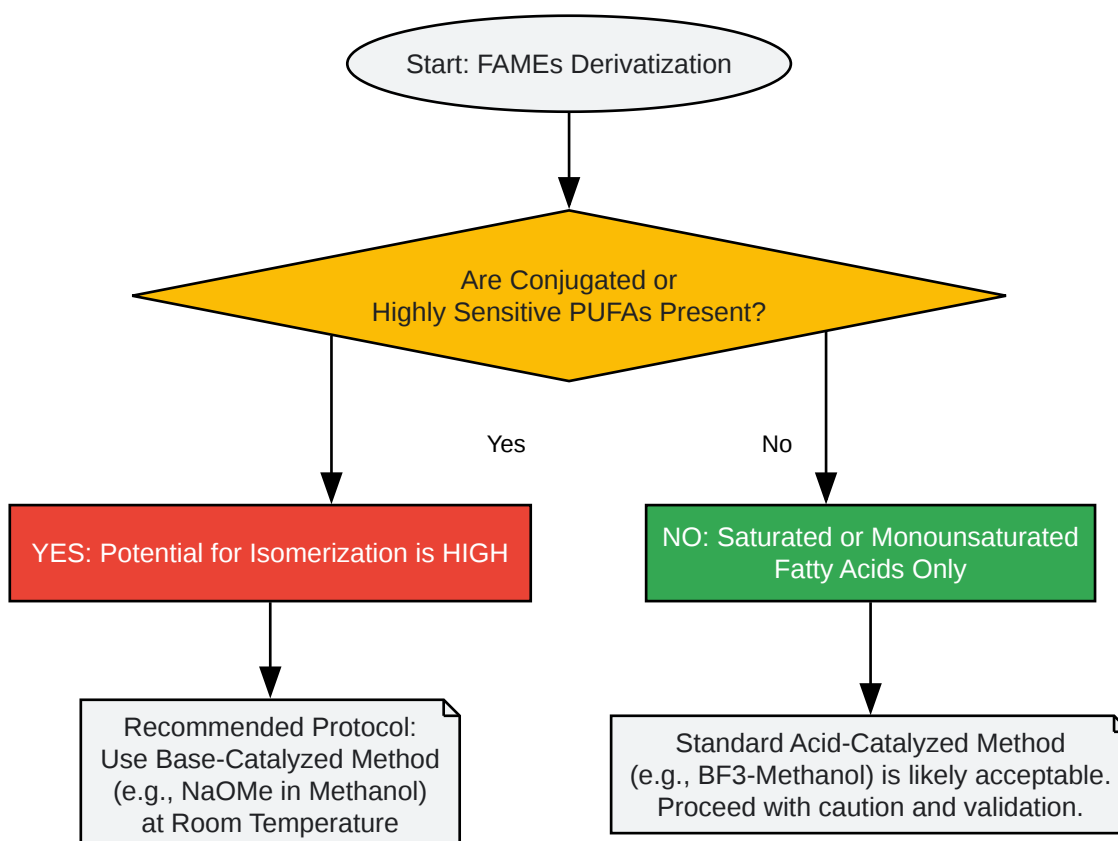 Start: FAMEs Derivatization
Are Conjugated or
Highly Sensitive PUFAs Present?
Yes
No
YES: Potential for Isomerization is HIGH
NO: Saturated or Monounsaturated
Fatty Acids Only
Recommended Protocol:
Use Base-Catalyzed Method
(e.g., NaOMe in Methanol)
at Room Temperature
Standard Acid-Catalyzed Method
(e.g., BF3-Methanol) is likely acceptable.
Proceed with caution and validation.